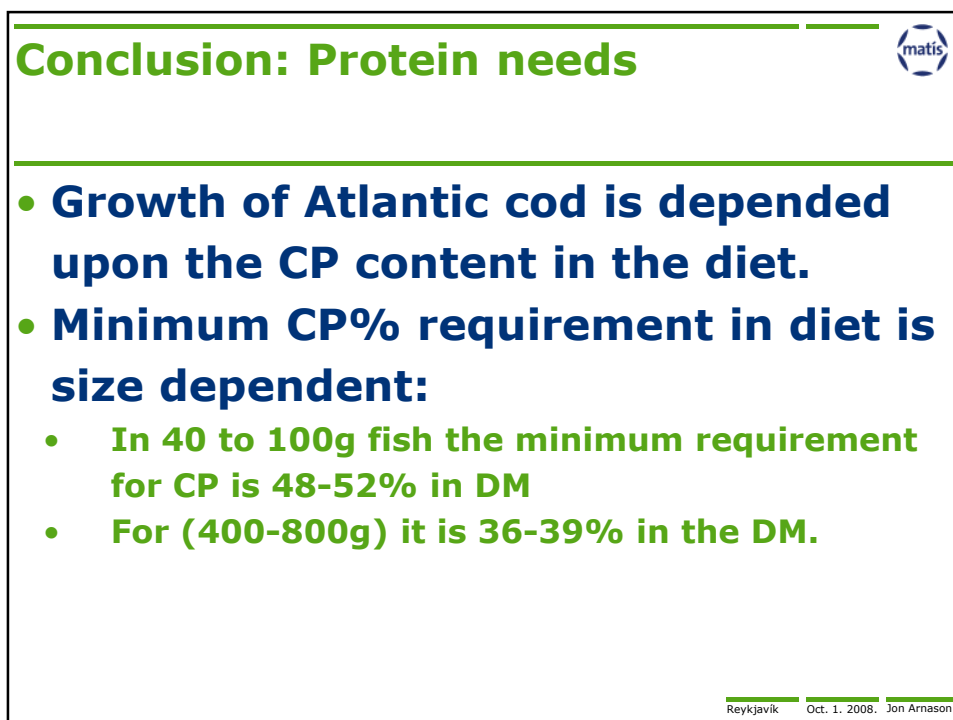 Conclusion: Protein needs
matís
• Growth of Atlantic cod is depended
upon the CP content in the diet.
• Minimum CP% requirement in diet is
size dependent:
• In 40 to 100g fish the minimum requirement
for CP is 48-52% in DM
• For (400-800g) it is 36-39% in the DM.
Reykjavík Oct. 1. 2008. Jon Arnason